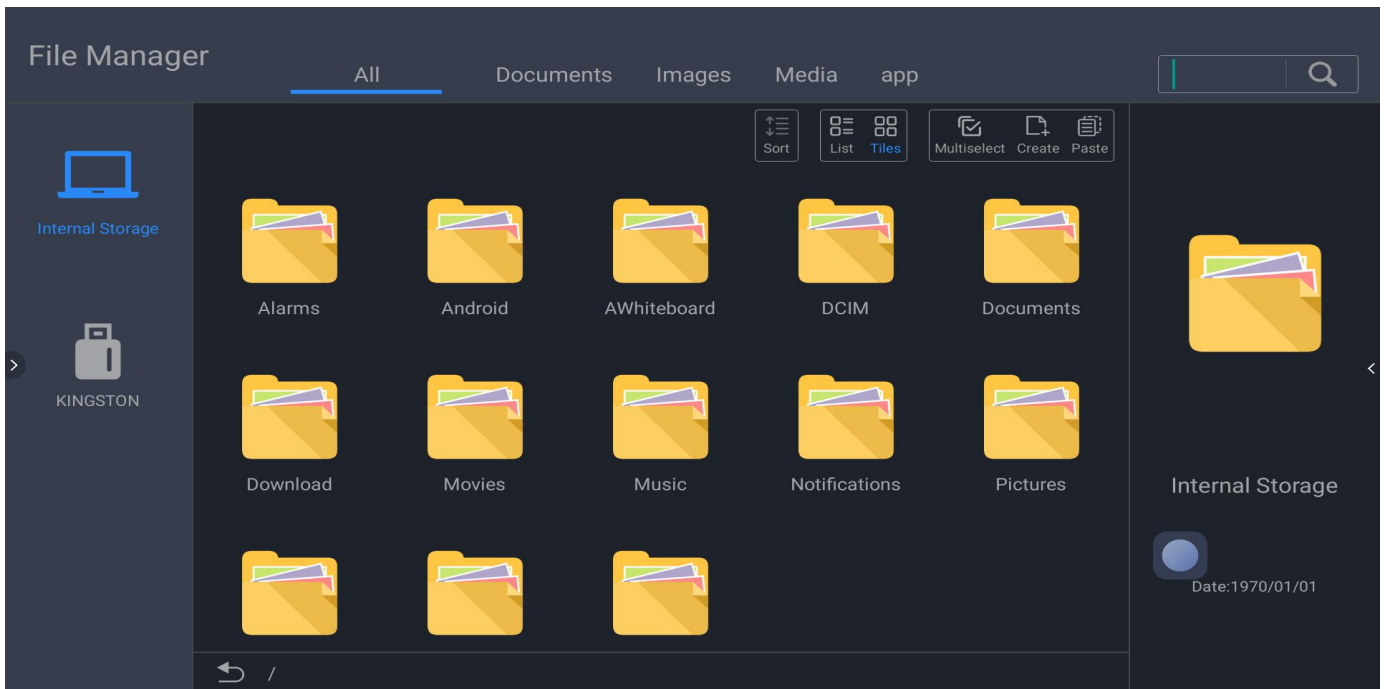 File Manager
All
Documents
Images
Media
app
Sort
List
Tiles
Multiselect
Create
Paste
Internal Storage
KINGSTON
Alarms
Android
AWhiteboard
DCIM
Documents
Download
Movies
Music
Notifications
Pictures
Internal Storage
Date:1970/01/01
/